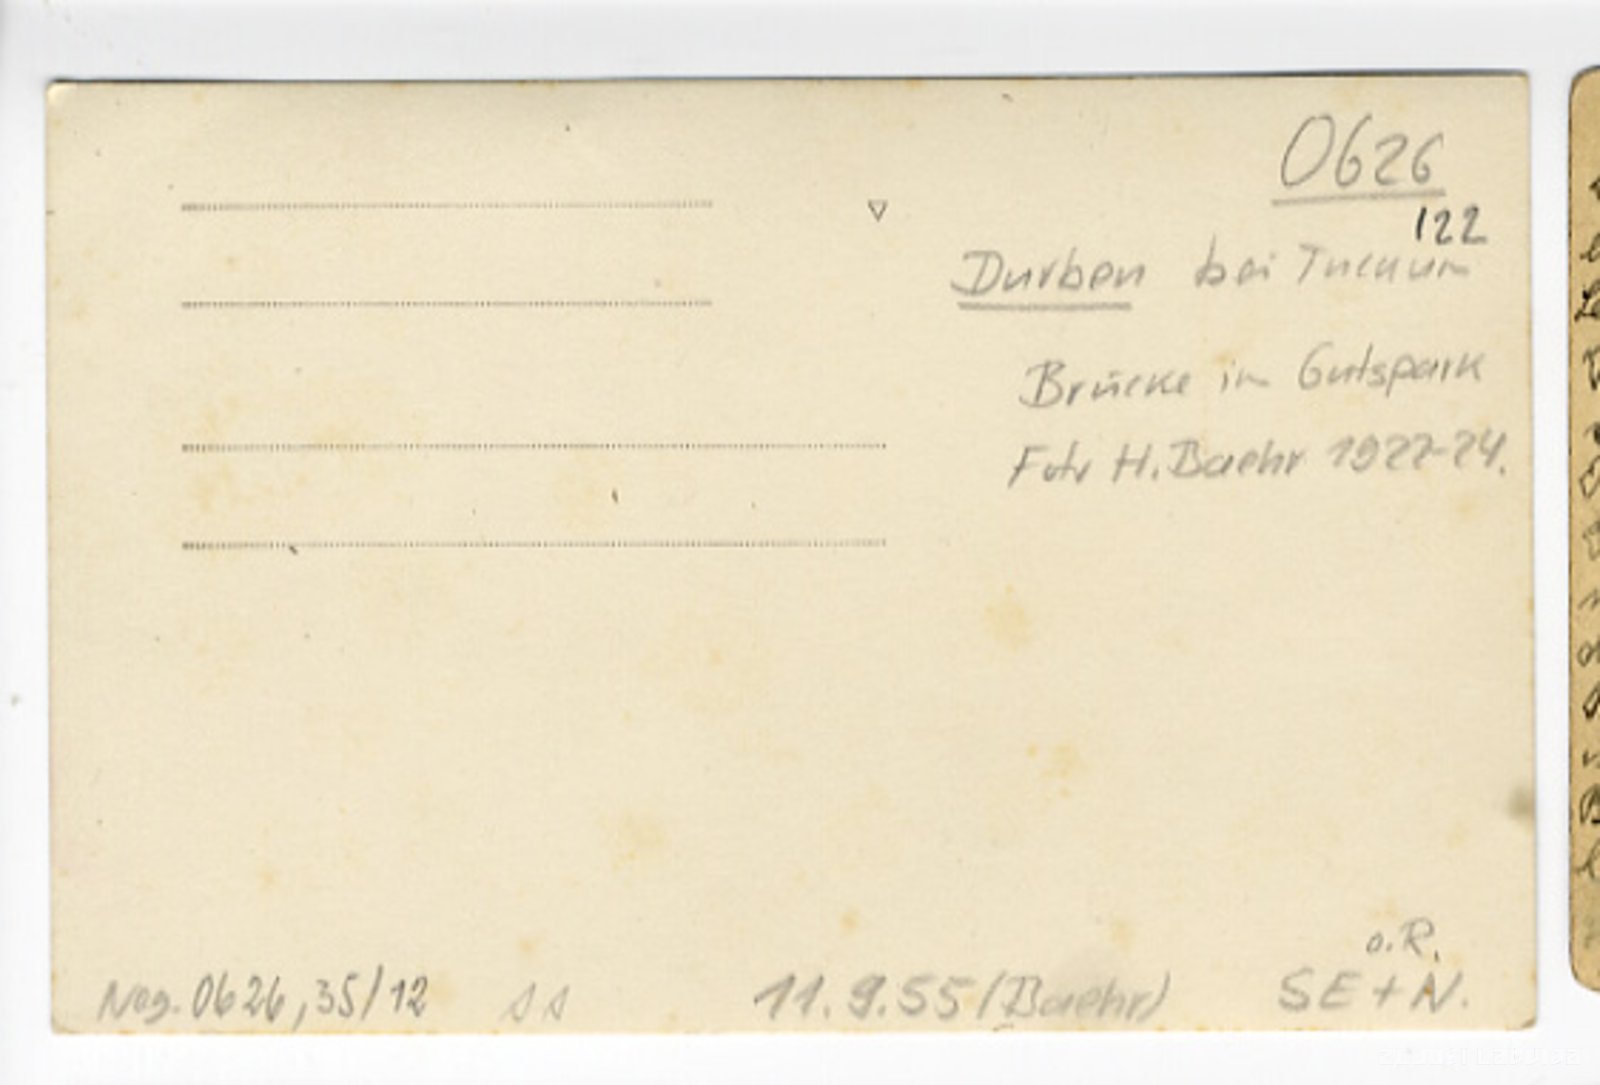 0626
122
Durben bei Tuckum
Brücke im Gutspark
Foto H. Baehr 1922-24.
o.R.
Neg. 0626, 35/12 11.9.55 (Baehr) SE + N.